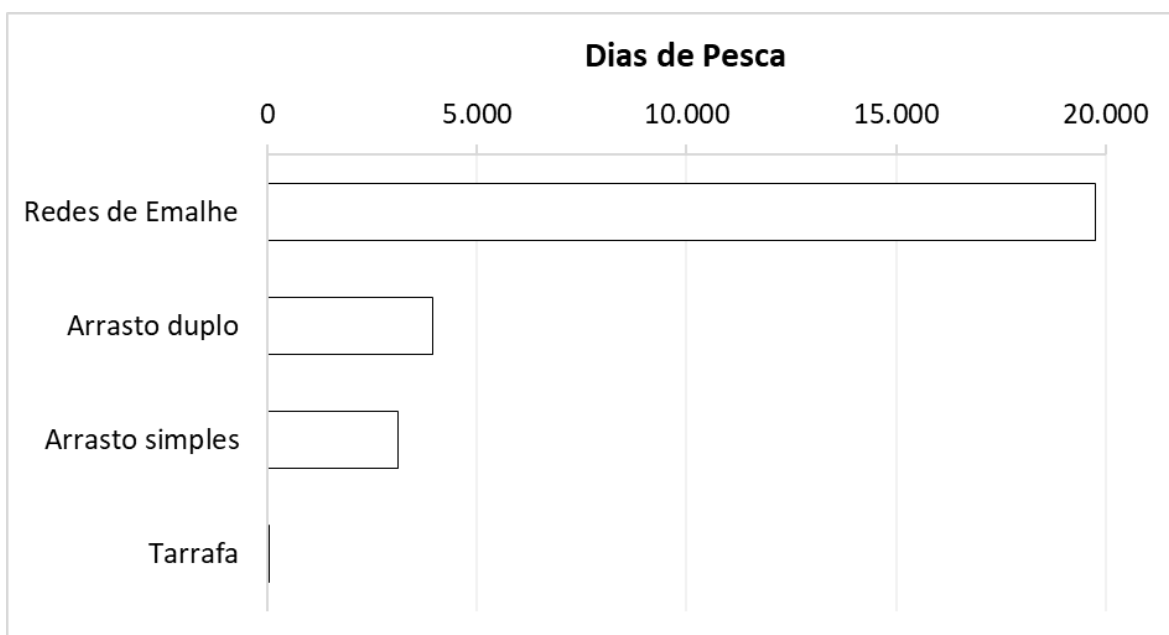 Dias de Pesca
0 5.000 10.000 15.000 20.000
Redes de Emalhe
Arrasto duplo
Arrasto simples
Tarrafa